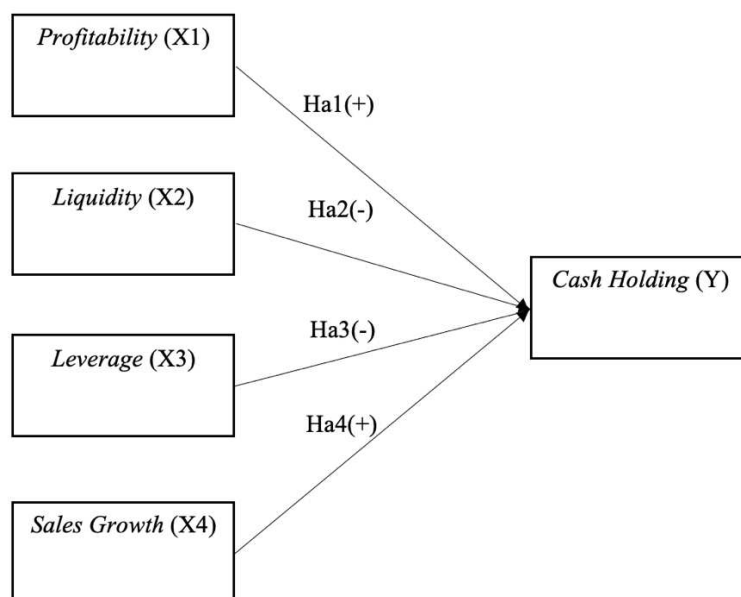 Profitability (X1)
Ha1(+)
Liquidity (X2)
Ha2(-)
Cash Holding (Y)
Ha3(-)
Leverage (X3)
Ha4(+)
Sales Growth (X4)